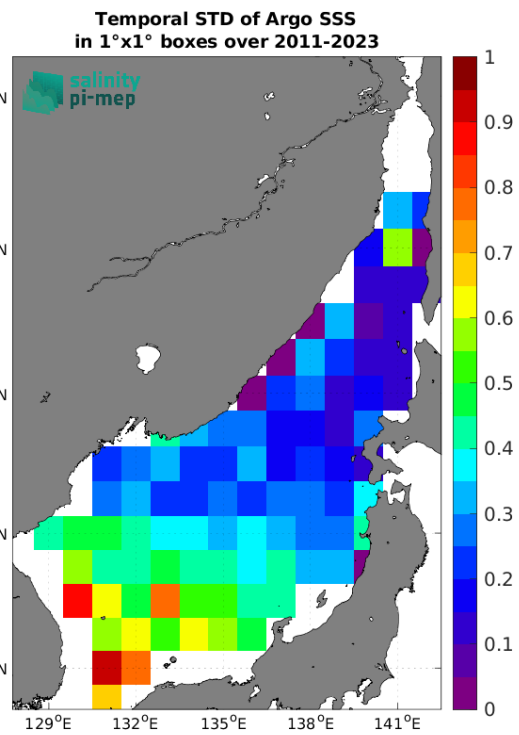 Temporal STD of Argo SSS
in 1°x1° boxes over 2011-2023
salinity
pi-mep
N
N
N
N
N
129°E
132°E
135°E
138°E
141°E
1
0.9
0.8
0.7
0.6
0.5
0.4
0.3
0.2
0.1
0